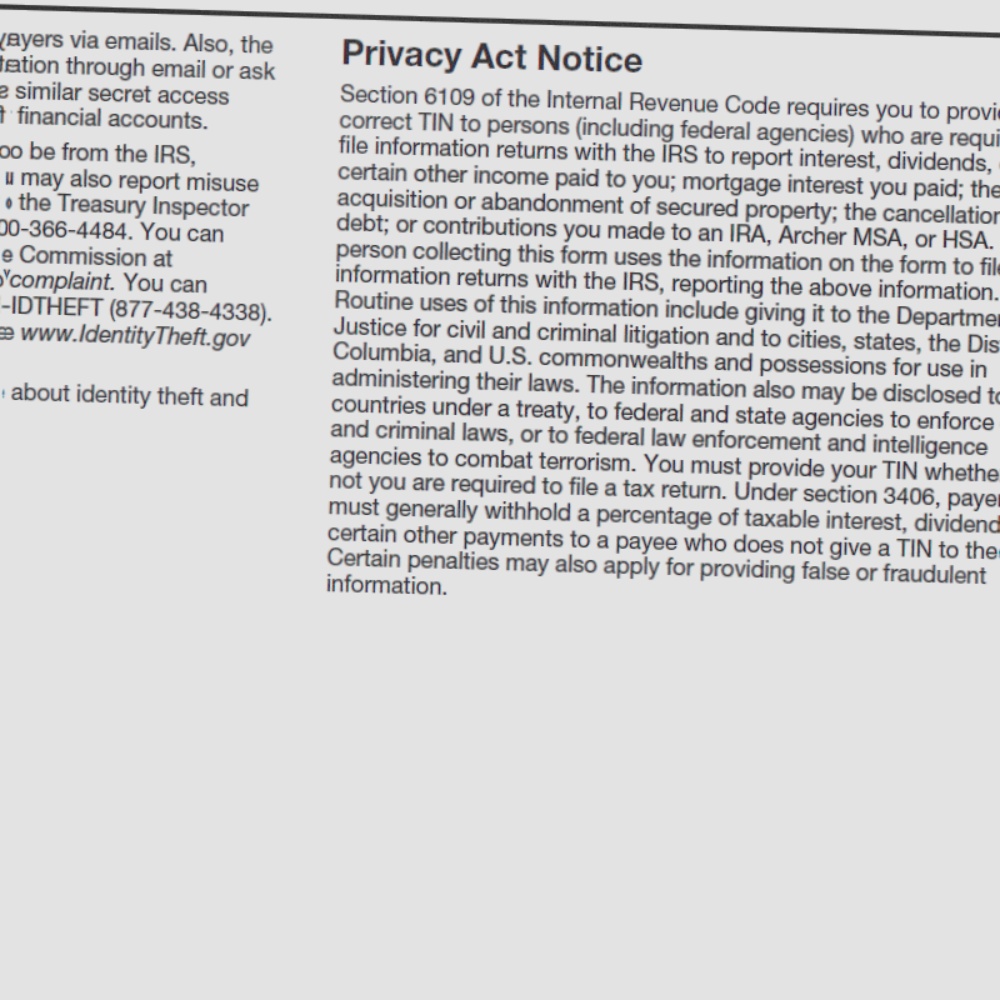 via emails. Also, the
through email or ask
similar secret access
financial accounts.
be from the IRS,
may also report misuse
the Treasury Inspector
00-366-4484. You can
Commission at
complaint. You can
-IDTHEFT (877-438-4338).
www.IdentityTheft.gov
about identity theft and
Privacy Act Notice
Section 6109 of the Internal Revenue Code requires you to
correct TIN to persons (including federal agencies) who are
file information returns with the IRS to report interest, dividends,
certain other income paid to you; mortgage interest you paid; the
acquisition or abandonment of secured property; the cancellation
debt; or contributions you made to an IRA, Archer MSA, or HSA.
person collecting this form uses the information on the form to file
information returns with the IRS, reporting the above information.
Routine uses of this information include giving it to the
Justice for civil and criminal litigation and to cities, states, the
Columbia, and U.S. commonwealths and possessions for use in
administering their laws. The information also may be disclosed to
countries under a treaty, to federal and state agencies to enforce
and criminal laws, or to federal law enforcement and intelligence
agencies to combat terrorism. You must provide your TIN
not you are required to file a tax return. Under section 3406,
must generally withhold a percentage of taxable interest,
certain other payments to a payee who does not give a TIN to
Certain penalties may also apply for providing false or fraudulent
information.